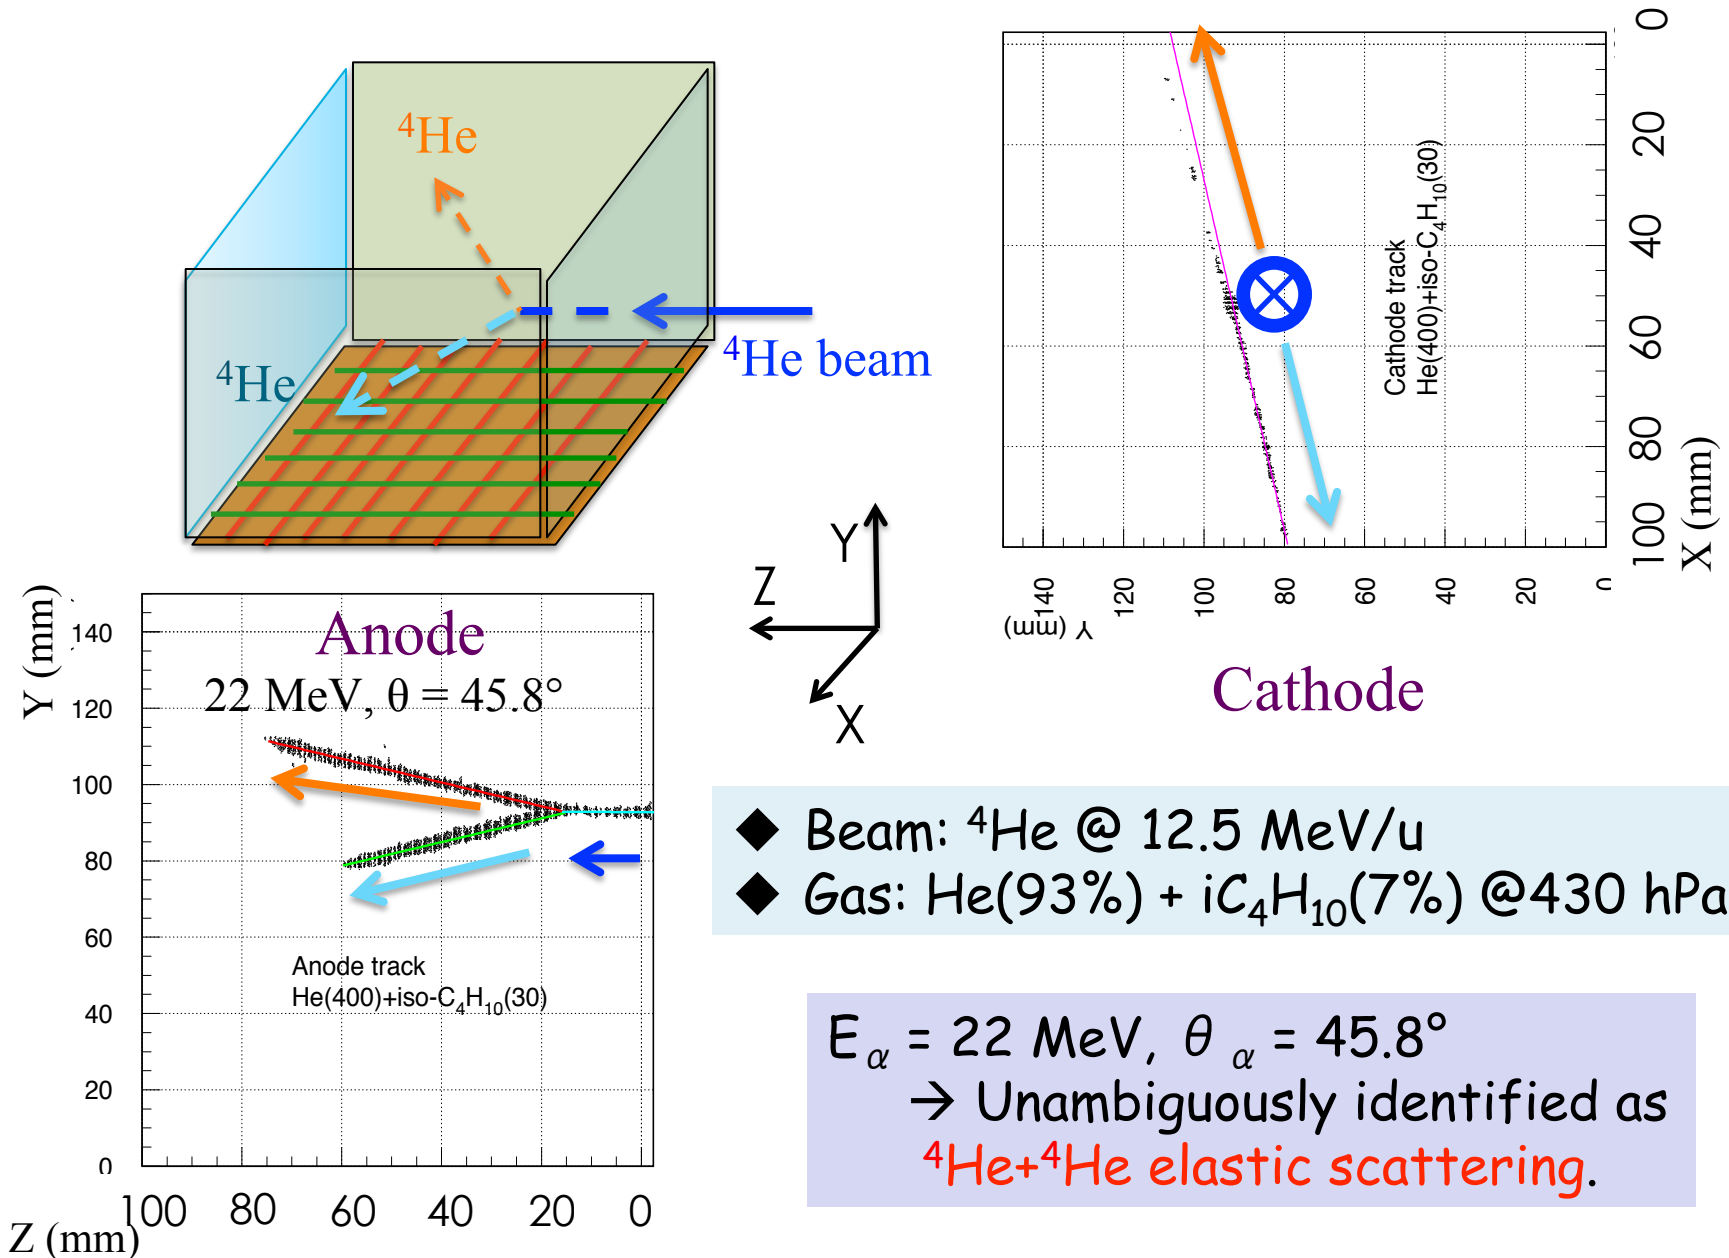 ⁴He
⁴He
⁴He beam
0
20
40
60
80
100
X (mm)
Cathode track
He(400)+iso-C₄H₁₀(30)
140
120
100
80
60
40
20
0
Y (mm)
Cathode
Y
Z
X
Y (mm)
Anode
22 MeV, θ = 45.8°
140
120
100
80
60
40
20
0
Anode track
He(400)+iso-C₄H₁₀(30)
100
80
60
40
20
0
Z (mm)
◆ Beam: ⁴He @ 12.5 MeV/u
◆ Gas: He(93%) + iC₄H₁₀(7%) @430 hPa
E α = 22 MeV, θ α = 45.8°
→ Unambiguously identified as
⁴He+⁴He elastic scattering.